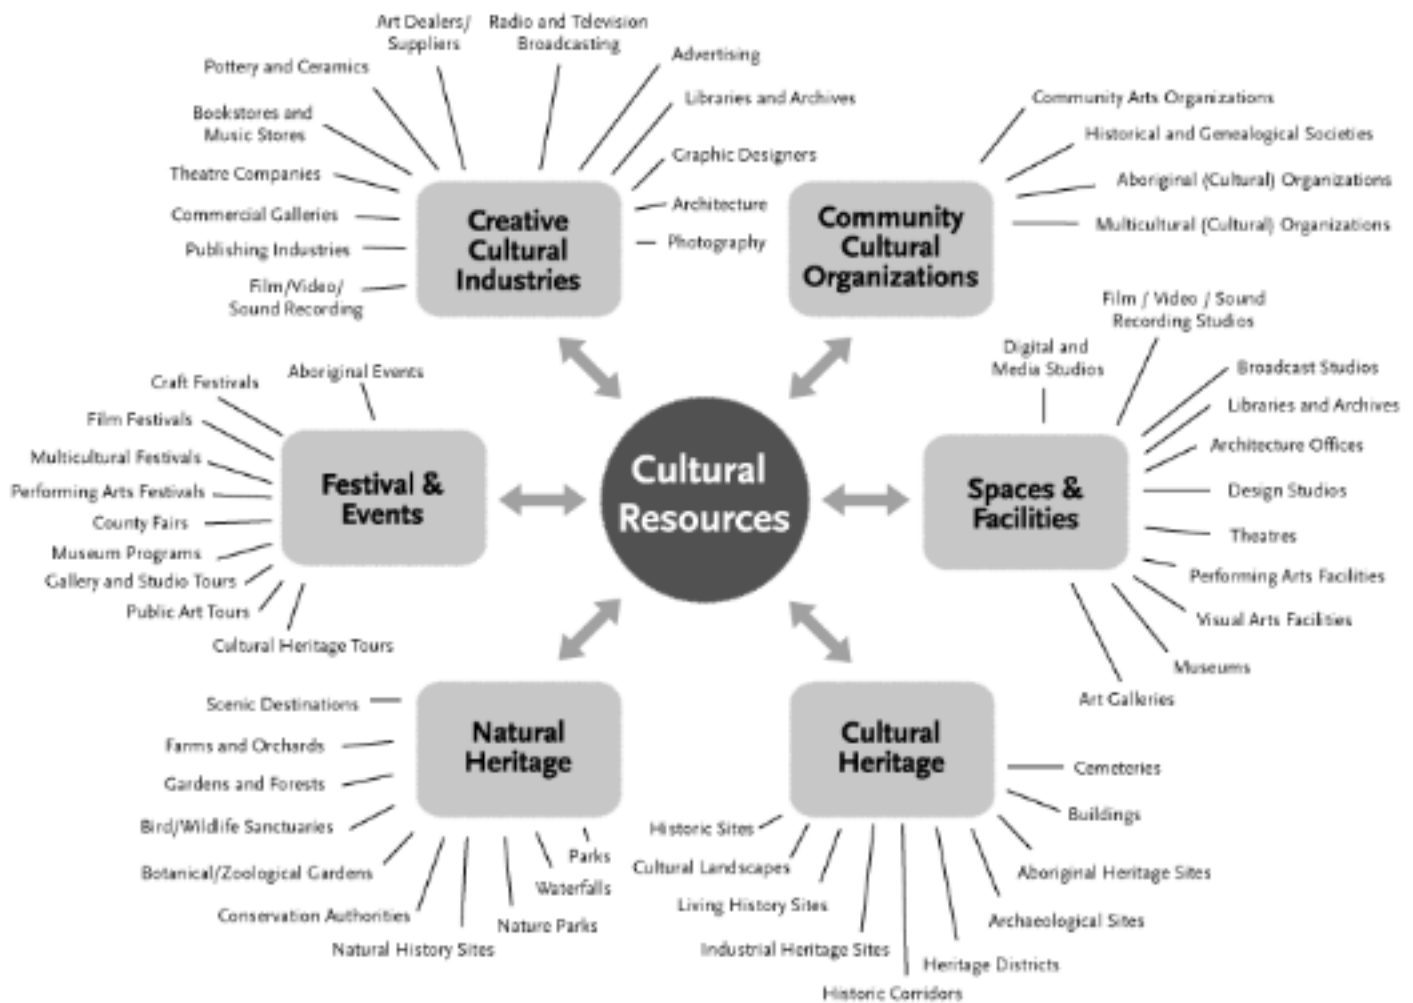 Art Dealers/
Suppliers
Radio and Television
Broadcasting
Pottery and Ceramics
Advertising
Bookstores and
Music Stores
Libraries and Archives
Theatre Companies
Graphic Designers
Commercial Galleries
Architecture
Publishing Industries
Photography
Film/Video/
Sound Recording
Creative
Cultural
Industries
Community Arts Organizations
Historical and Genealogical Societies
Aboriginal (Cultural) Organizations
Multicultural (Cultural) Organizations
Community
Cultural
Organizations
Aboriginal Events
Craft Festivals
Film Festivals
Multicultural Festivals
Performing Arts Festivals
County Fairs
Museum Programs
Gallery and Studio Tours
Public Art Tours
Cultural Heritage Tours
Festival &
Events
Cultural
Resources
Digital and
Media Studios
Film / Video / Sound
Recording Studios
Broadcast Studios
Libraries and Archives
Architecture Offices
Design Studios
Theatres
Performing Arts Facilities
Visual Arts Facilities
Museums
Art Galleries
Spaces &
Facilities
Natural
Heritage
Scenic Destinations
Farms and Orchards
Gardens and Forests
Bird/Wildlife Sanctuaries
Botanical/Zoological Gardens
Conservation Authorities
Natural History Sites
Nature Parks
Waterfalls
Parks
Cultural
Heritage
Historic Sites
Cultural Landscapes
Living History Sites
Industrial Heritage Sites
Historic Corridors
Heritage Districts
Archaeological Sites
Aboriginal Heritage Sites
Buildings
Cemeteries